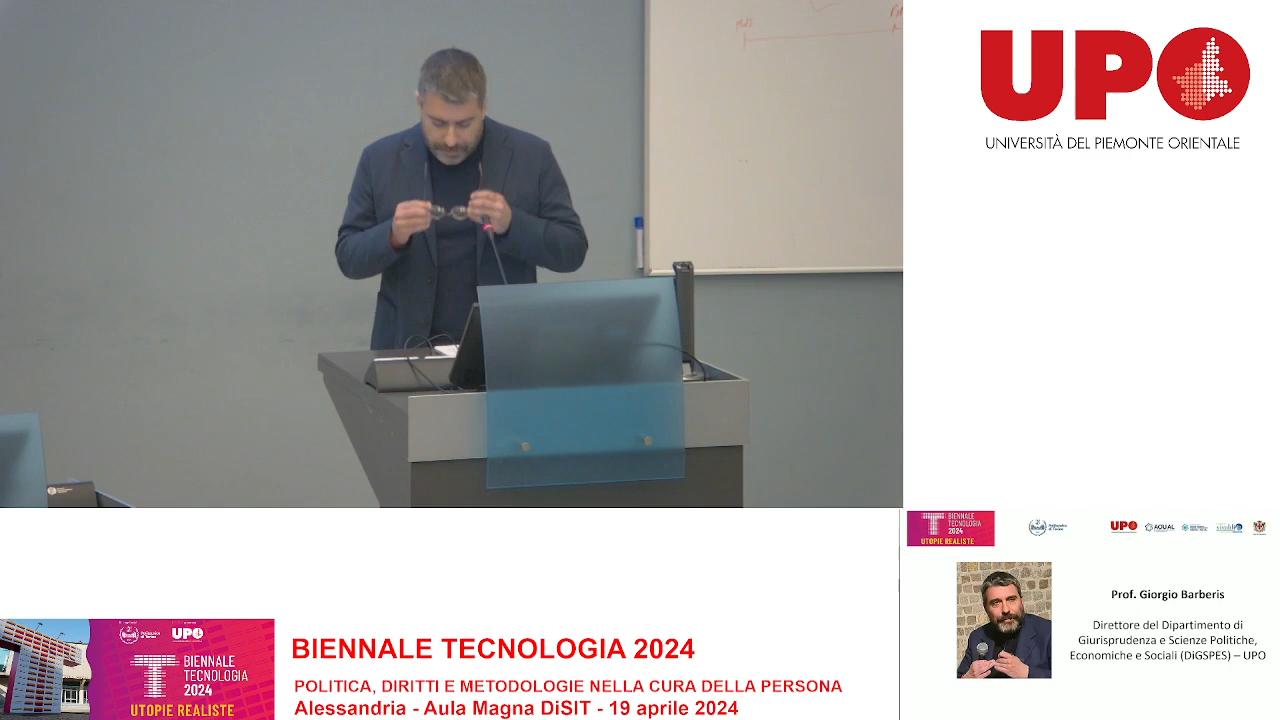 UPO
UNIVERSITÀ DEL PIEMONTE ORIENTALE
BIENNALE
TECNOLOGIA
2024
UTOPIE REALISTE
UPO
AGUAL
Prof. Giorgio Barberis
Direttore del Dipartimento di
Giurisprudenza e Scienze Politiche,
Economiche e Sociali (DiGSPES) – UPO
UPO
BIENNALE
TECNOLOGIA
2024
UTOPIE REALISTE
BIENNALE TECNOLOGIA 2024
POLITICA, DIRITTI E METODOLOGIE NELLA CURA DELLA PERSONA
Alessandria - Aula Magna DiSIT - 19 aprile 2024